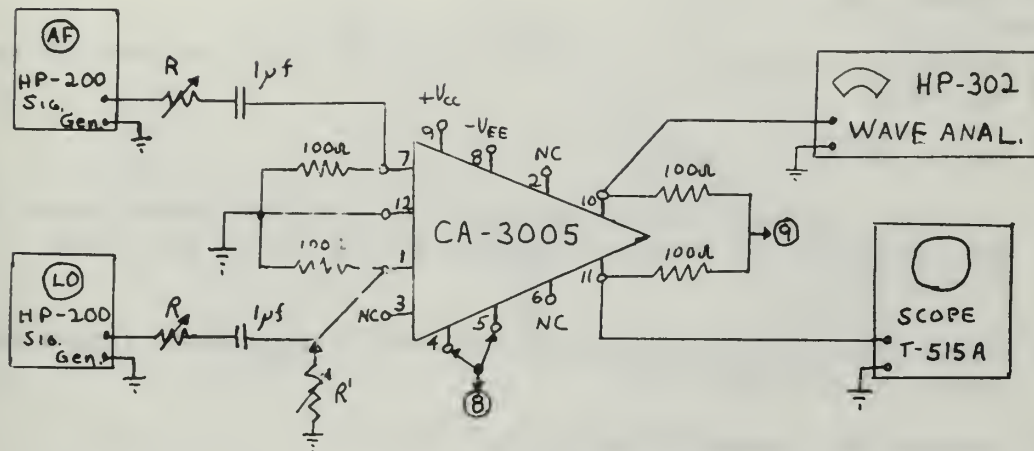 AF
HP-200
SIG.
Gen.
R
1μf
+Vcc
9
-VEE
8
NC
2
100Ω
7
12
100Ω
1
CA-3005
NC
3
4
5
6
NC
10
11
100Ω
100Ω
9
8
LO
HP-200
SIG.
Gen.
R
1μf
R'
HP-302
WAVE ANAL.
SCOPE
T-515A